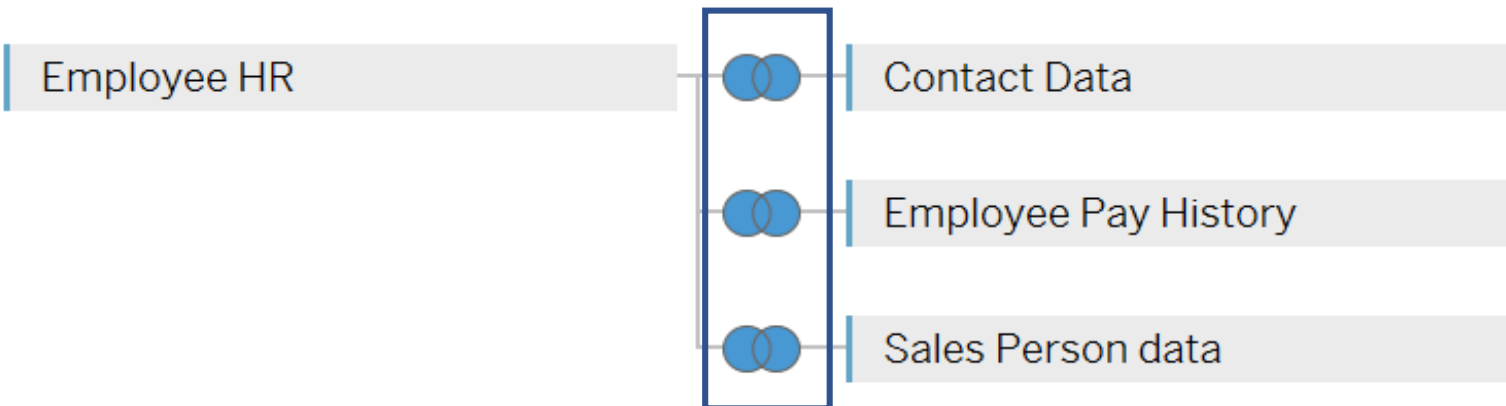 Employee HR
Contact Data
Employee Pay History
Sales Person data